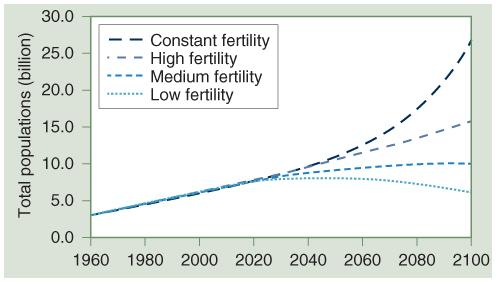 Total populations (billion)
30.0
25.0
20.0
15.0
10.0
5.0
0.0
Constant fertility
High fertility
Medium fertility
Low fertility
1960 1980 2000 2020 2040 2060 2080 2100